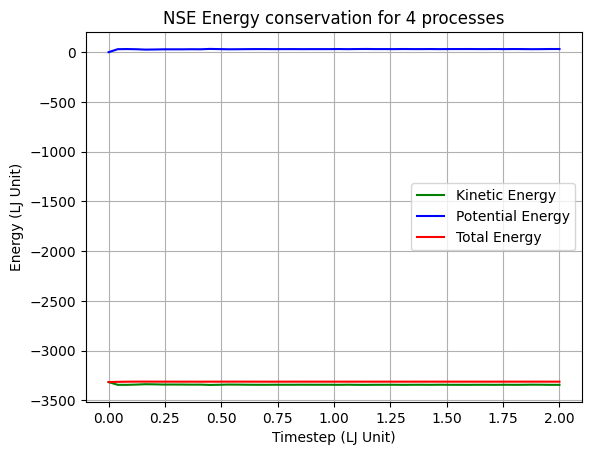 NSE Energy conservation for 4 processes
Energy (LJ Unit)
0
−500
−1000
−1500
−2000
−2500
−3000
−3500
Kinetic Energy
Potential Energy
Total Energy
0.00 0.25 0.50 0.75 1.00 1.25 1.50 1.75 2.00
Timestep (LJ Unit)